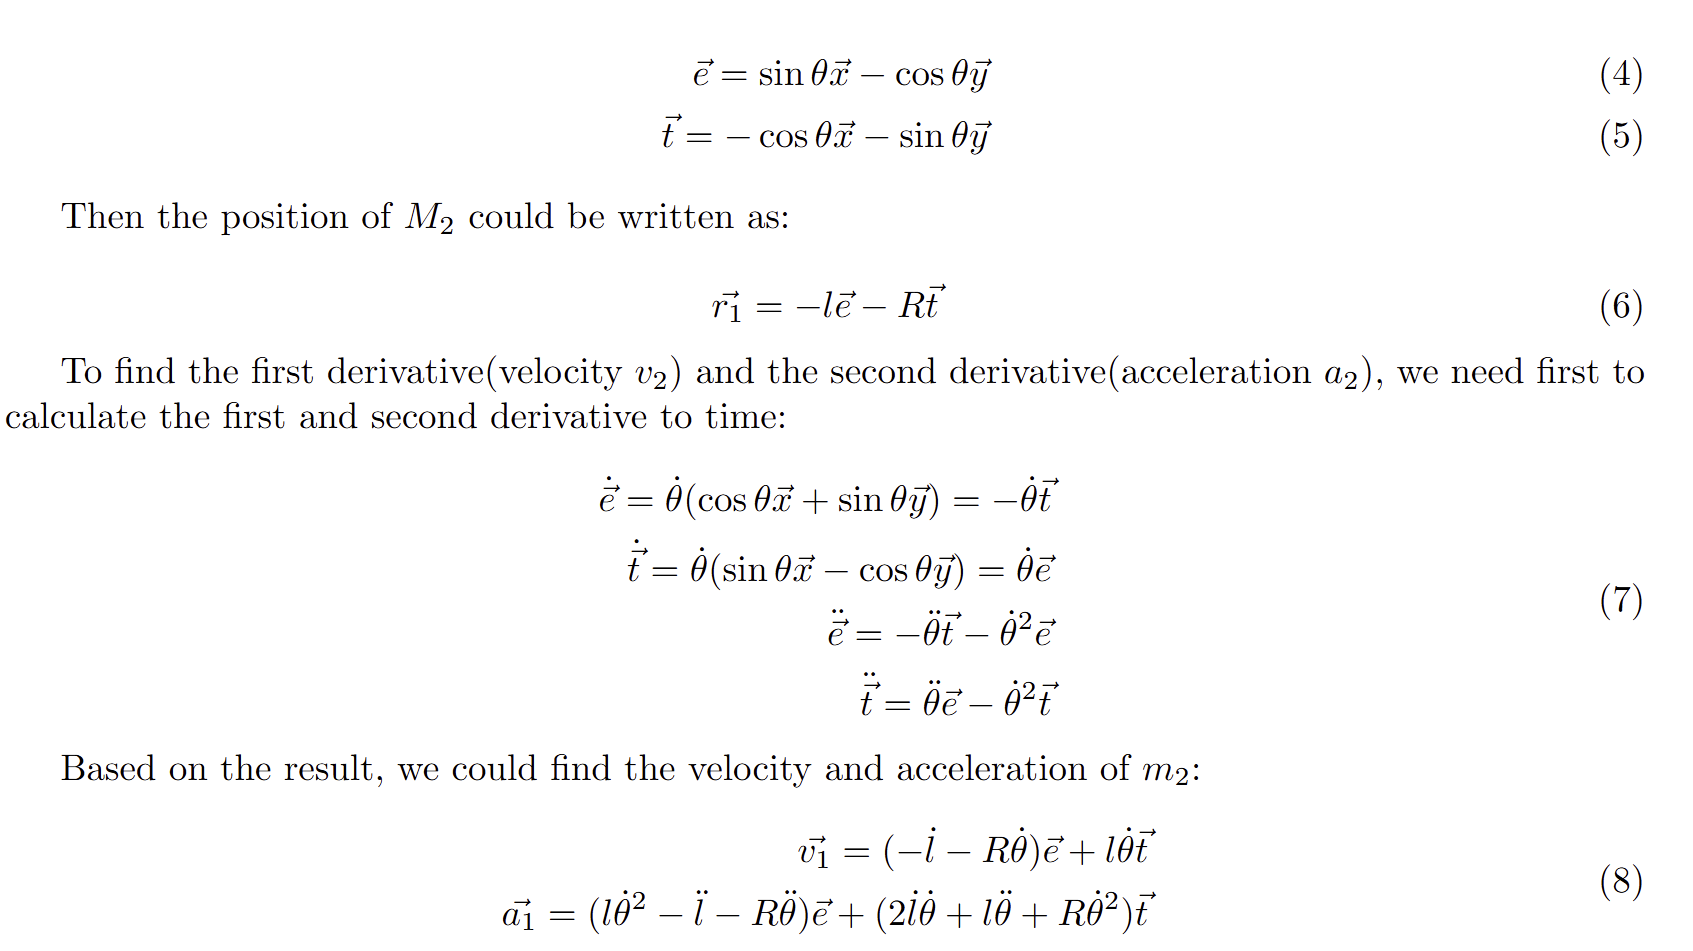 $\vec{e} = \sin\theta\vec{x} - \cos\theta\vec{y}$ (4)
$\vec{t} = -\cos\theta\vec{x} - \sin\theta\vec{y}$ (5)
Then the position of $M_2$ could be written as:
$\vec{r_1} = -l\vec{e} - R\vec{t}$ (6)
To find the first derivative(velocity $v_2$) and the second derivative(acceleration $a_2$), we need first to
calculate the first and second derivative to time:
$\dot{\vec{e}} = \dot{\theta}(\cos\theta\vec{x} + \sin\theta\vec{y}) = -\dot{\theta}\vec{t}$
$\dot{\vec{t}} = \dot{\theta}(\sin\theta\vec{x} - \cos\theta\vec{y}) = \dot{\theta}\vec{e}$
(7)
$\ddot{\vec{e}} = -\ddot{\theta}\vec{t} - \dot{\theta}^2\vec{e}$
$\ddot{\vec{t}} = \ddot{\theta}\vec{e} - \dot{\theta}^2\vec{t}$
Based on the result, we could find the velocity and acceleration of $m_2$:
$\vec{v_1} = (-\dot{l} - R\dot{\theta})\vec{e} + l\dot{\theta}\vec{t}$
(8)
$\vec{a_1} = (l\dot{\theta}^2 - \ddot{l} - R\ddot{\theta})\vec{e} + (2\dot{l}\dot{\theta} + l\ddot{\theta} + R\dot{\theta}^2)\vec{t}$